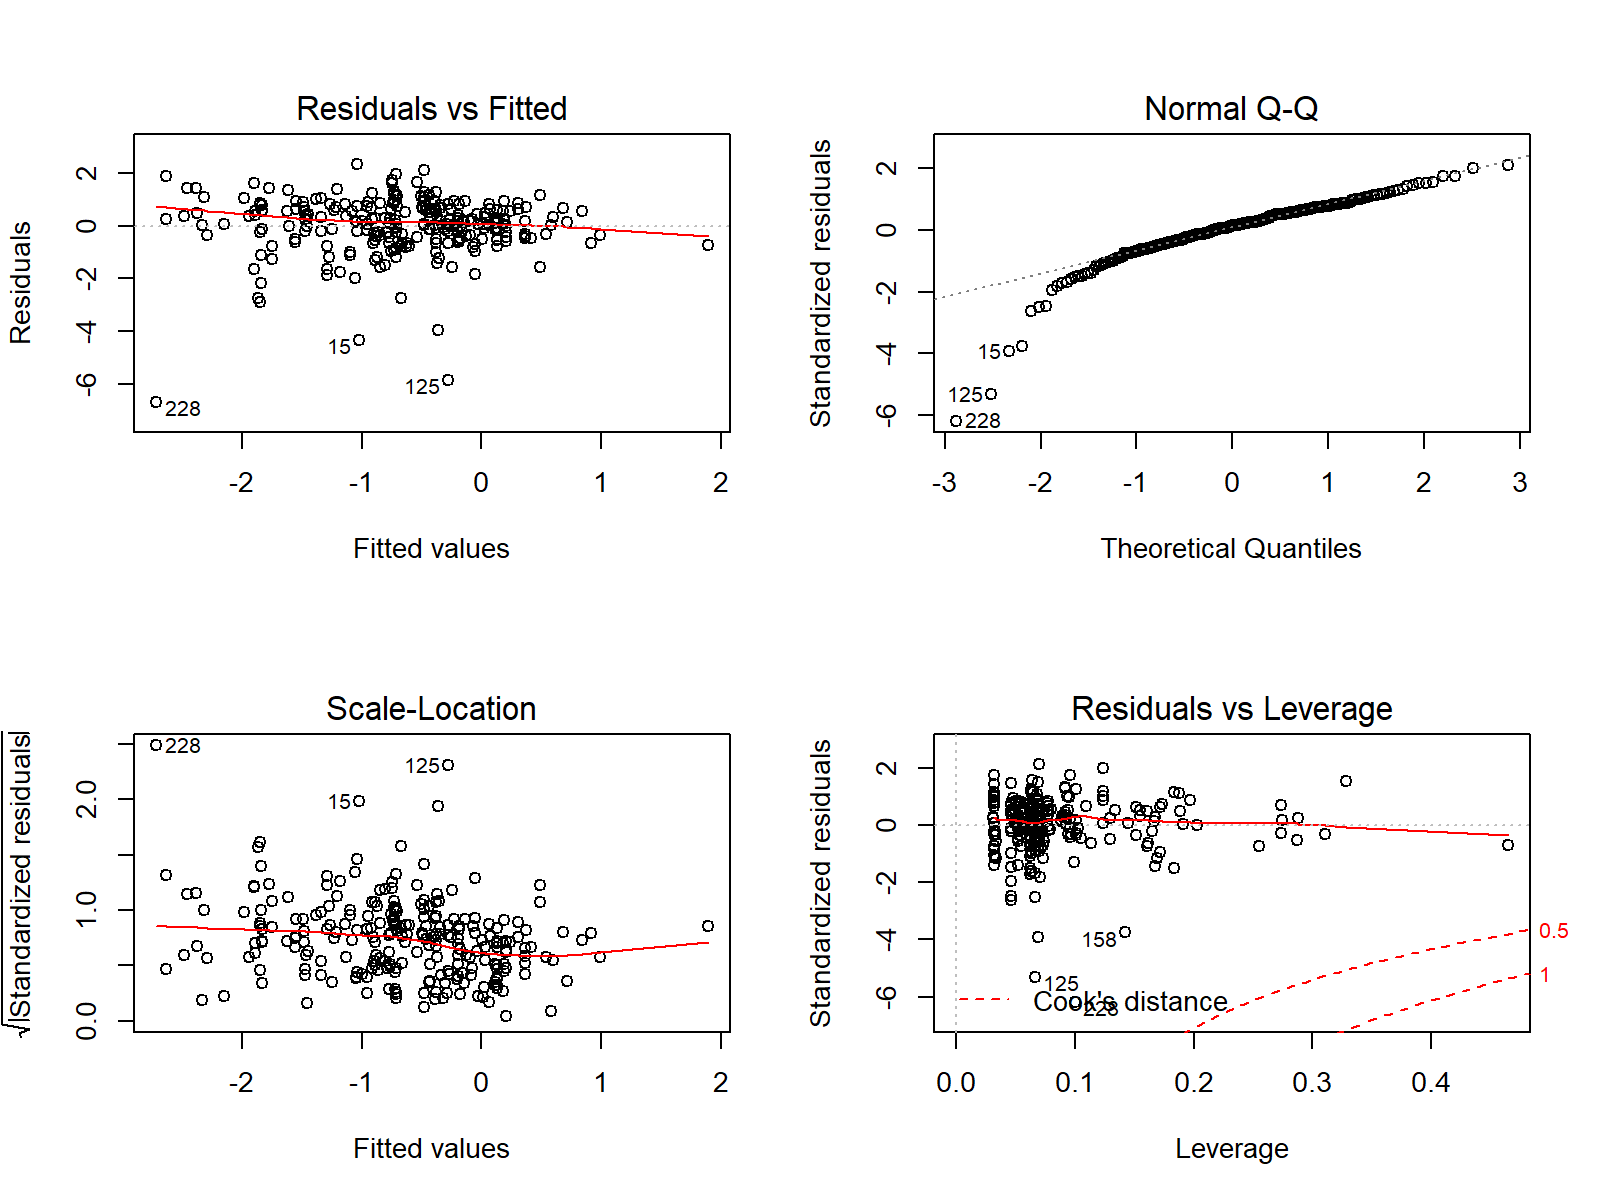 Residuals vs Fitted
Residuals
2
0
-2
-4
-6
15
125
228
-2 -1 0 1 2
Fitted values
Normal Q-Q
Standardized residuals
2
0
-2
-4
-6
15
125
228
-3 -2 -1 0 1 2 3
Theoretical Quantiles
Scale-Location
√|Standardized residuals|
2.0
1.0
0.0
228
125
15
-2 -1 0 1 2
Fitted values
Residuals vs Leverage
Standardized residuals
2
0
-2
-4
-6
158
125
228
Cook's distance
0.5
1
0.0 0.1 0.2 0.3 0.4
Leverage